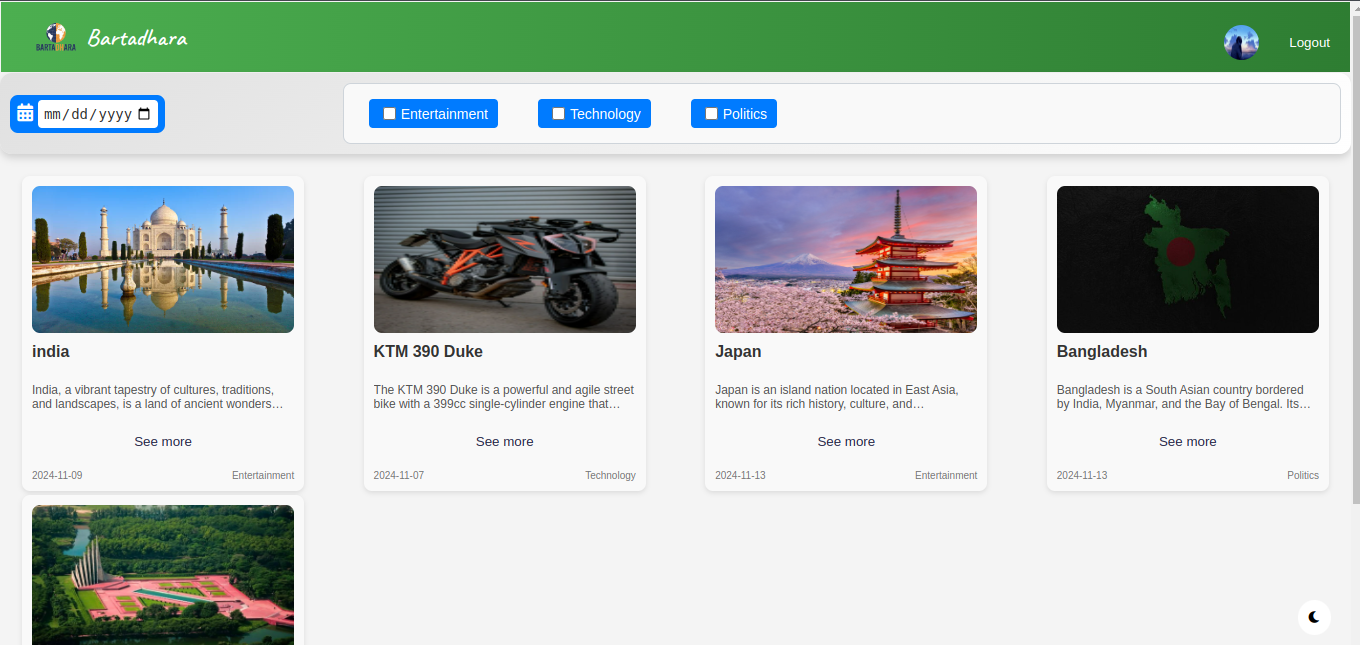 BARTADHARA
Bartadhara
Logout
mm/dd/yyyy
Entertainment
Technology
Politics
india
India, a vibrant tapestry of cultures, traditions,
and landscapes, is a land of ancient wonders…
See more
2024-11-09
Entertainment
KTM 390 Duke
The KTM 390 Duke is a powerful and agile street
bike with a 399cc single-cylinder engine that…
See more
2024-11-07
Technology
Japan
Japan is an island nation located in East Asia,
known for its rich history, culture, and…
See more
2024-11-13
Entertainment
Bangladesh
Bangladesh is a South Asian country bordered
by India, Myanmar, and the Bay of Bengal. Its…
See more
2024-11-13
Politics